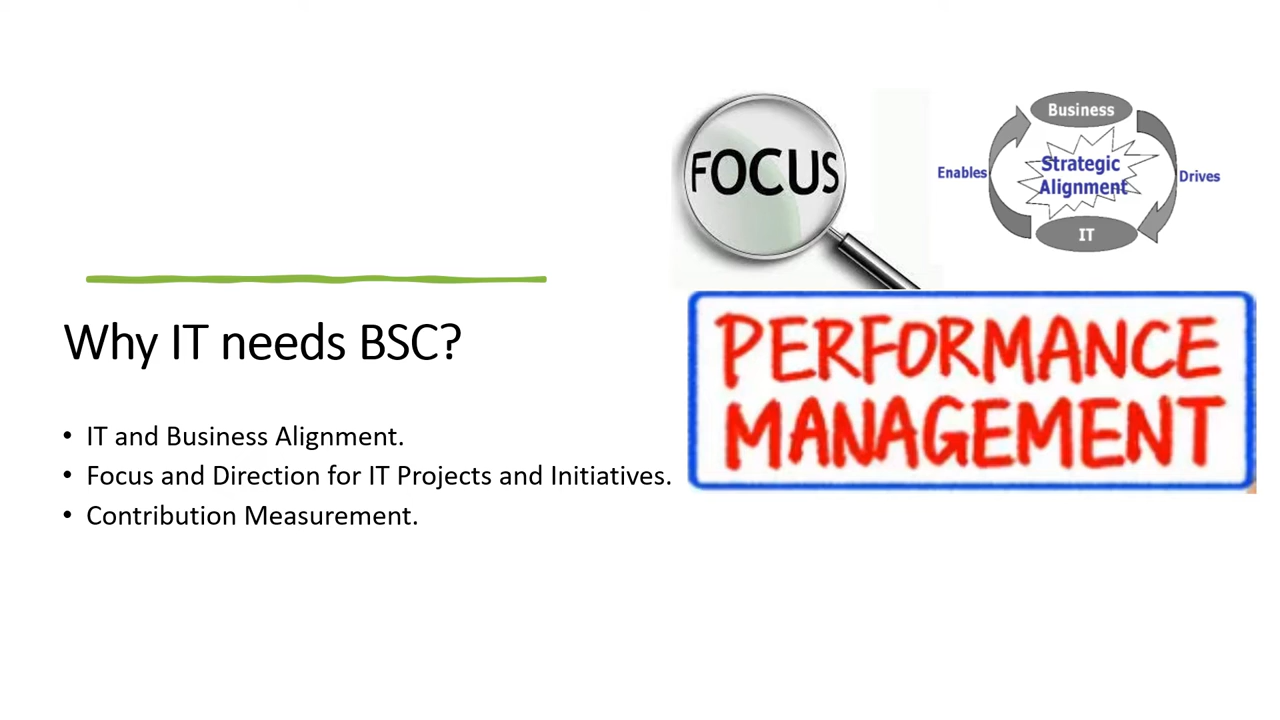 Why IT needs BSC?
• IT and Business Alignment.
• Focus and Direction for IT Projects and Initiatives.
• Contribution Measurement.
FOCUS
Business
Enables
Strategic
Alignment
Drives
IT
PERFORMANCE
MANAGEMENT